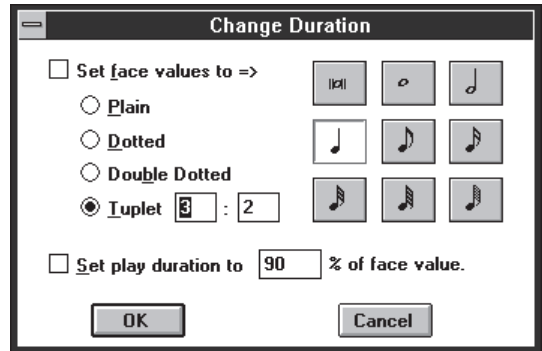 Change Duration
Set face values to =>
Plain
Dotted
Double Dotted
Tuplet 3 : 2
Set play duration to 90 % of face value.
OK Cancel